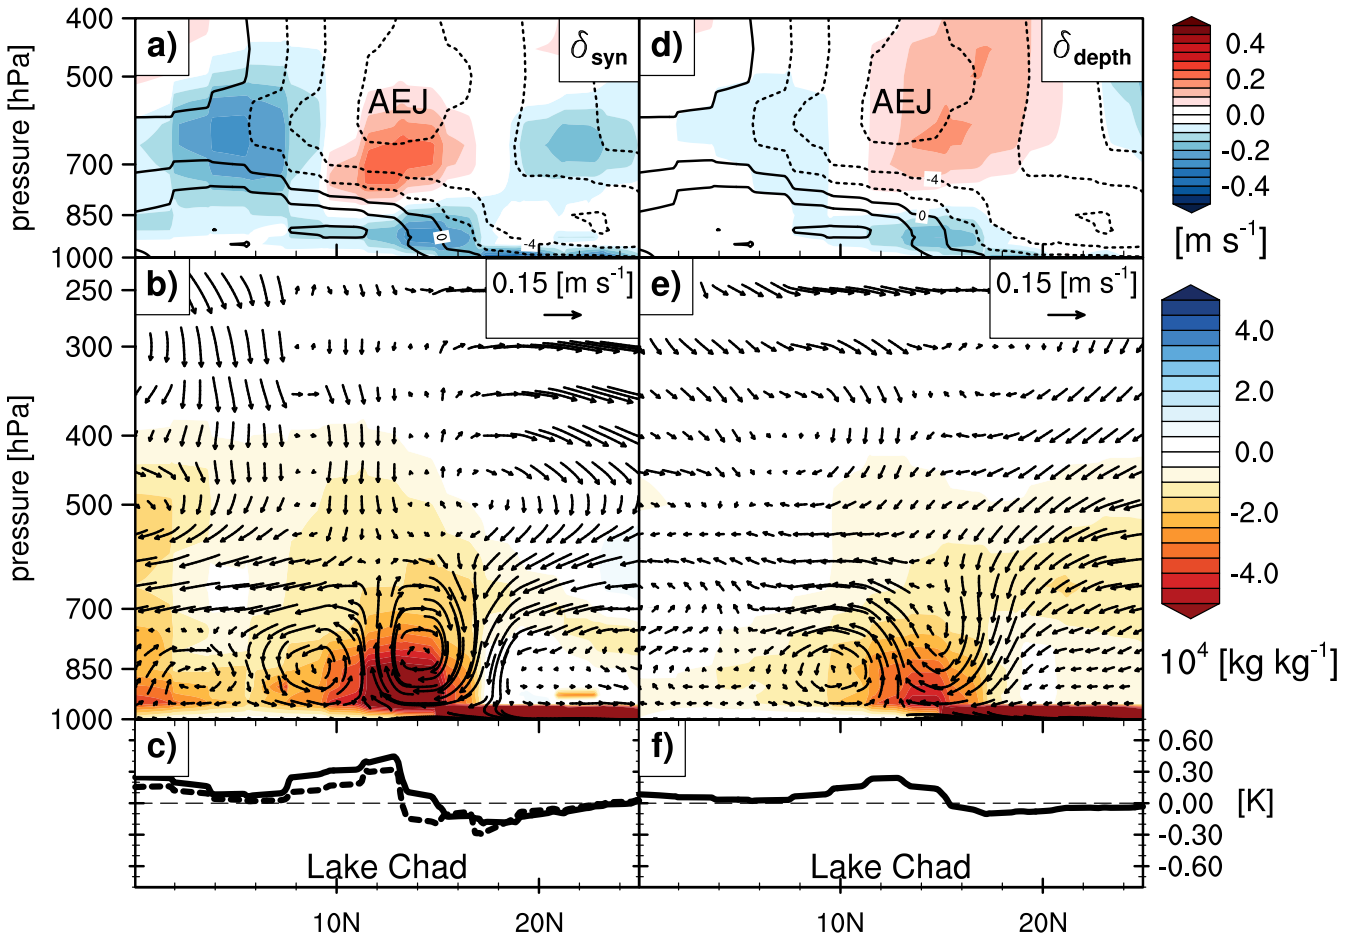 a)
δsyn
AEJ
-4
0
400
500
700
850
1000
pressure [hPa]
d)
δdepth
AEJ
-4
0
0.4
0.2
0.0
-0.2
-0.4
[m s-1]
b)
0.15 [m s-1]
250
300
400
500
700
850
1000
pressure [hPa]
e)
0.15 [m s-1]
4.0
2.0
0.0
-2.0
-4.0
10⁴ [kg kg-1]
c)
Lake Chad
10N
20N
f)
Lake Chad
10N
20N
0.60
0.30
0.00
-0.30
-0.60
[K]